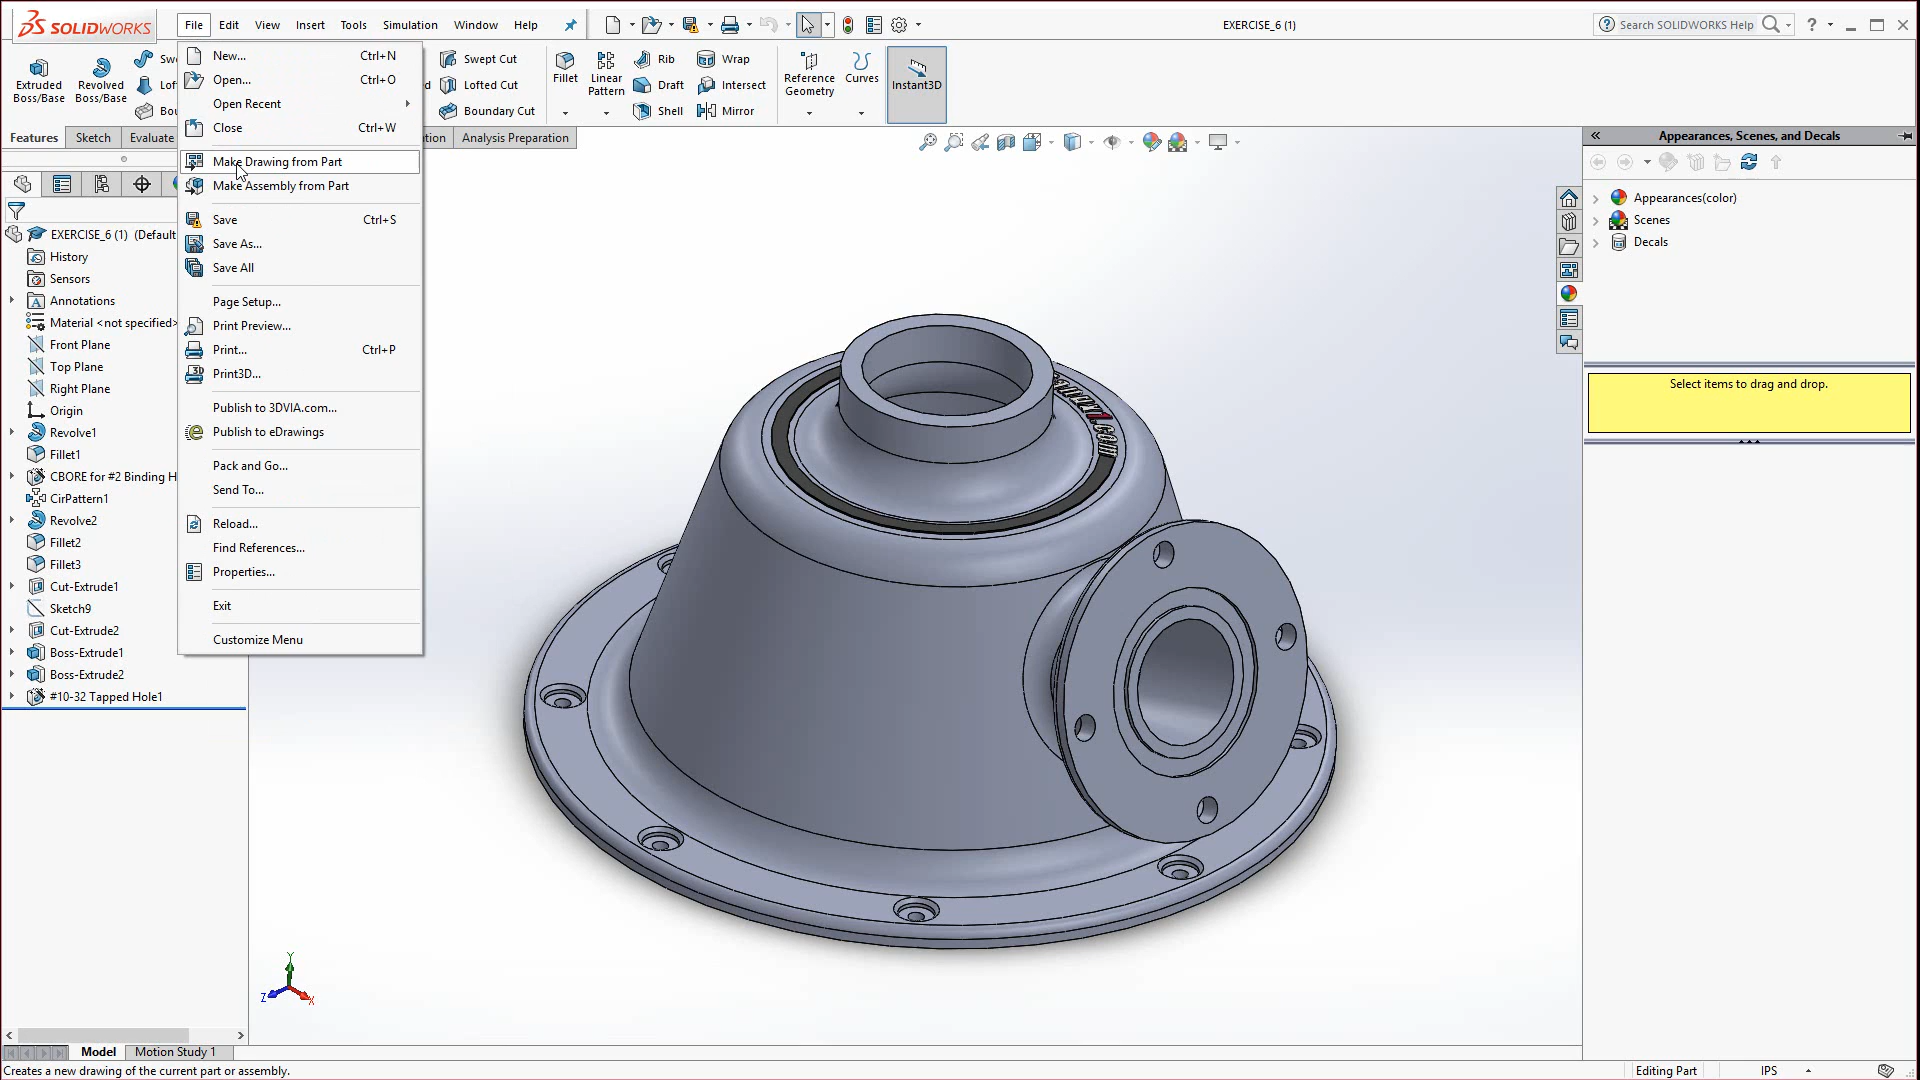 SOLIDWORKS
File Edit View Insert Tools Simulation Window Help
EXERCISE_6 (1)
Search SOLIDWORKS Help
Extruded Boss/Base
Revolved Boss/Base
Swept Cut
Lofted Cut
Boundary Cut
Fillet
Linear Pattern
Rib
Draft
Shell
Wrap
Intersect
Mirror
Reference Geometry
Curves
Instant3D
Features Sketch Evaluate
Analysis Preparation
New... Ctrl+N
Open... Ctrl+O
Open Recent
Close Ctrl+W
Make Drawing from Part
Make Assembly from Part
Save Ctrl+S
Save As...
Save All
Page Setup...
Print Preview...
Print... Ctrl+P
Print3D...
Publish to 3DVIA.com...
Publish to eDrawings
Pack and Go...
Send To...
Reload...
Find References...
Properties...
Exit
Customize Menu
EXERCISE_6 (1) (Default
History
Sensors
Annotations
Material <not specified>
Front Plane
Top Plane
Right Plane
Origin
Revolve1
Fillet1
CBORE for #2 Binding H
CirPattern1
Revolve2
Fillet2
Fillet3
Cut-Extrude1
Sketch9
Cut-Extrude2
Boss-Extrude1
Boss-Extrude2
#10-32 Tapped Hole1
Appearances, Scenes, and Decals
Appearances(color)
Scenes
Decals
Select items to drag and drop.
.COM
Y
Z
X
Model Motion Study 1
Creates a new drawing of the current part or assembly.
Editing Part
IPS